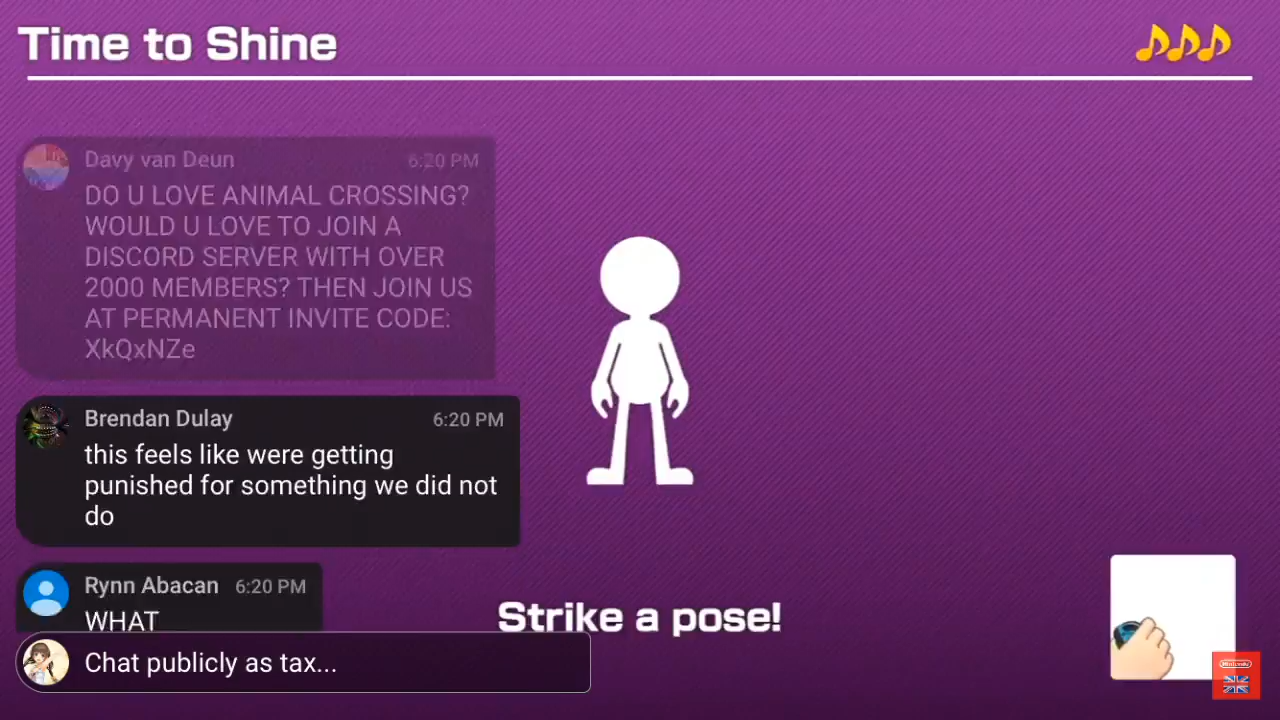 Time to Shine
Davy van Deun 6:20 PM
DO U LOVE ANIMAL CROSSING?
WOULD U LOVE TO JOIN A
DISCORD SERVER WITH OVER
2000 MEMBERS? THEN JOIN US
AT PERMANENT INVITE CODE:
XkQxNZe
Brendan Dulay 6:20 PM
this feels like were getting
punished for something we did not
do
Rynn Abacan 6:20 PM
WHAT
Strike a pose!
Chat publicly as tax...
Nintendo